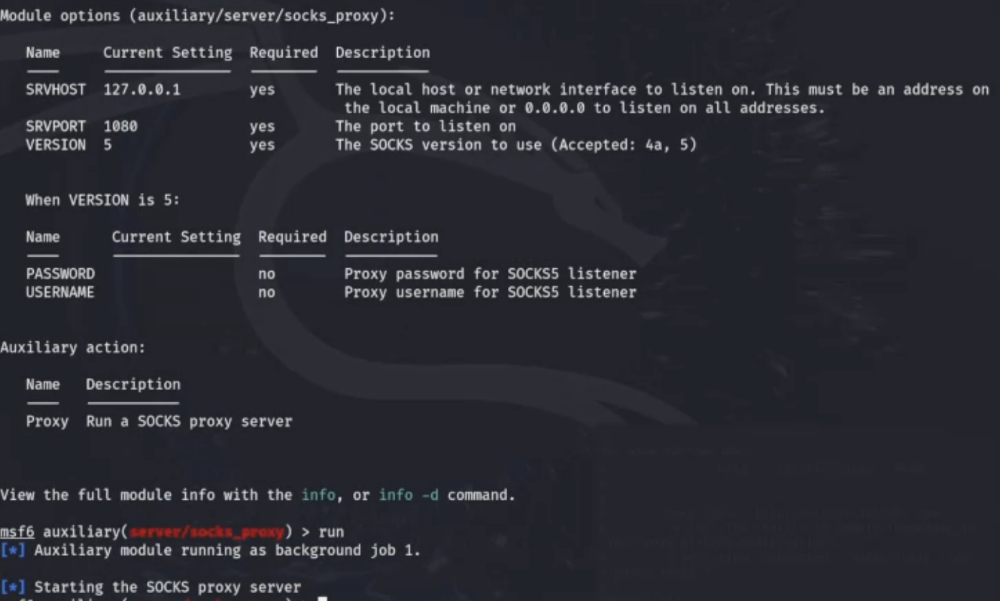 Module options (auxiliary/server/socks_proxy):
Name Current Setting Required Description
SRVHOST 127.0.0.1 yes The local host or network interface to listen on. This must be an address on
the local machine or 0.0.0.0 to listen on all addresses.
SRVPORT 1080 yes The port to listen on
VERSION 5 yes The SOCKS version to use (Accepted: 4a, 5)
When VERSION is 5:
Name Current Setting Required Description
PASSWORD no Proxy password for SOCKS5 listener
USERNAME no Proxy username for SOCKS5 listener
Auxiliary action:
Name Description
Proxy Run a SOCKS proxy server
View the full module info with the info, or info -d command.
msf6 auxiliary(server/socks_proxy) > run
[*] Auxiliary module running as background job 1.
[*] Starting the SOCKS proxy server